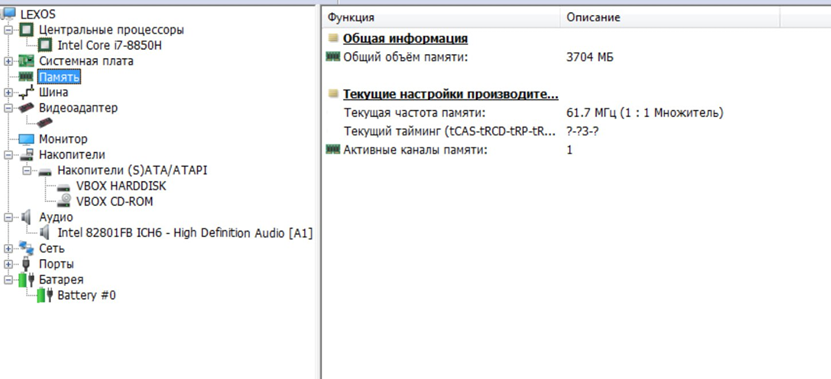 LEXOS
Центральные процессоры
Intel Core i7-8850H
Системная плата
Память
Шина
Видеоадаптер
Монитор
Накопители
Накопители (S)ATA/ATAPI
VBOX HARDDISK
VBOX CD-ROM
Аудио
Intel 82801FB ICH6 - High Definition Audio [A1]
Сеть
Порты
Батарея
Battery #0
Функция Описание
Общая информация
Общий объём памяти: 3704 МБ
Текущие настройки производите...
Текущая частота памяти: 61.7 МГц (1 : 1 Множитель)
Текущий тайминг (tCAS-tRCD-tRP-tR... ?-?3-?
Активные каналы памяти: 1